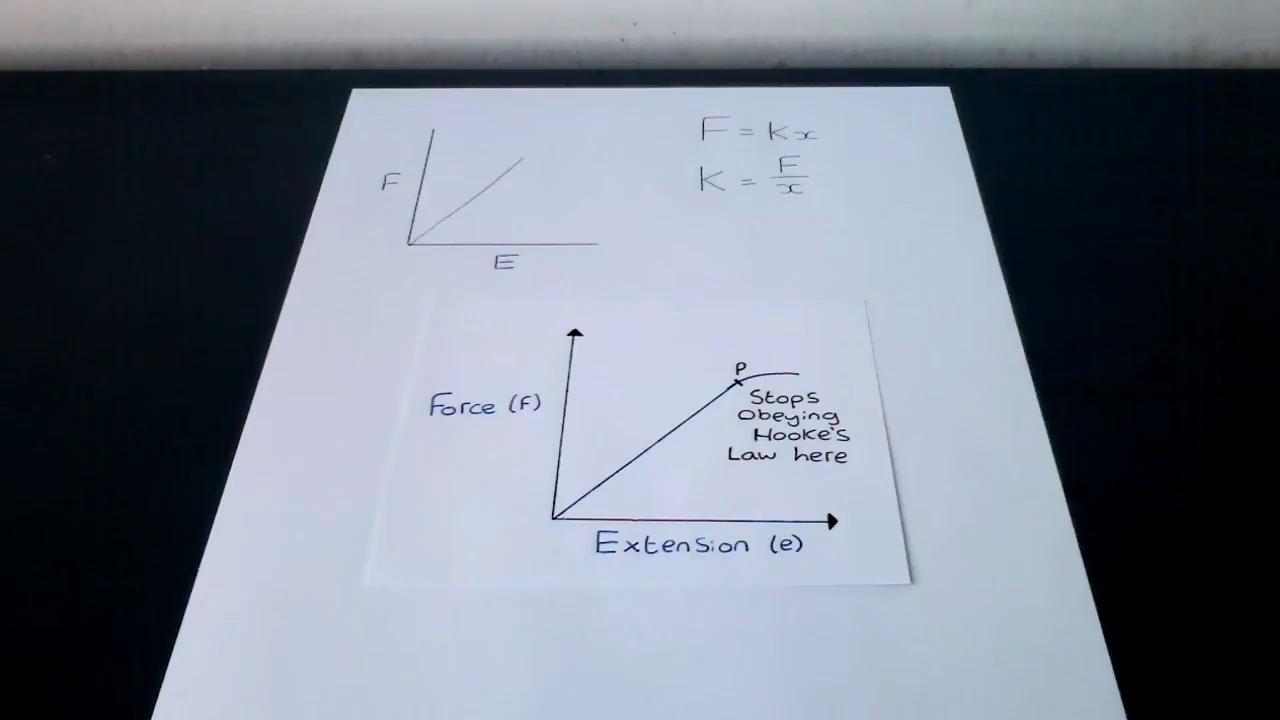 F = Kx
K = F/x
F
E
Force (F)
P
Stops
Obeying
Hooke's
Law here
Extension (e)